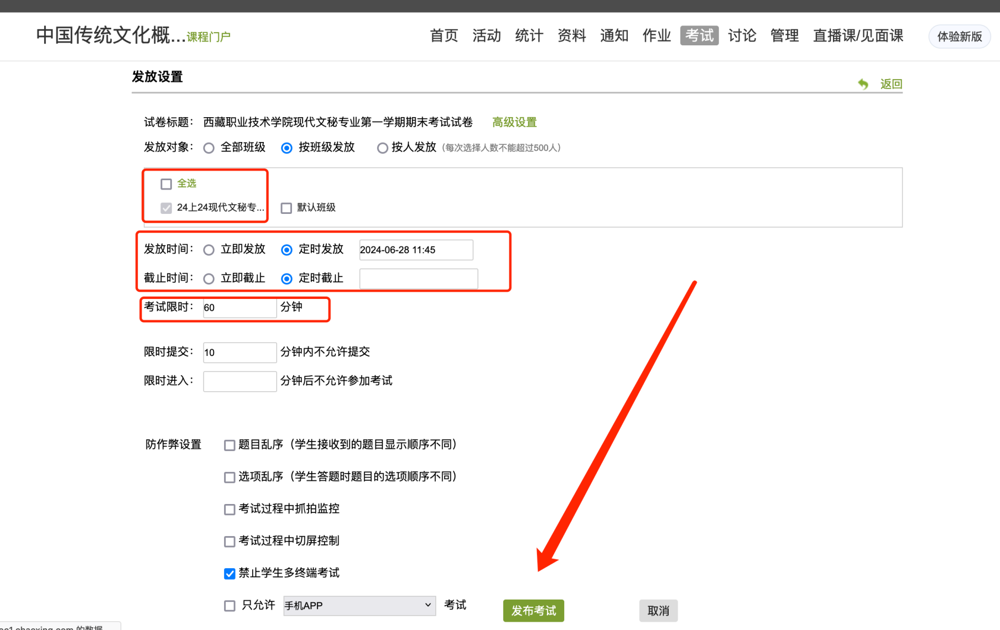 中国传统文化概...课程门户 首页 活动 统计 资料 通知 作业 考试 讨论 管理 直播课/见面课 体验新版
发放设置
返回
试卷标题： 西藏职业技术学院现代文秘专业第一学期期末考试试卷 高级设置
发放对象： 全部班级 按班级发放 按人发放（每次选择人数不能超过500人）
全选
24上24现代文秘专... 默认班级
发放时间： 立即发放 定时发放 2024-06-28 11:45
截止时间： 立即截止 定时截止
考试限时： 60 分钟
限时提交： 10 分钟内不允许提交
限时进入： 分钟后不允许参加考试
防作弊设置 题目乱序（学生接收到的题目显示顺序不同）
选项乱序（学生答题时题目的选项顺序不同）
考试过程中抓拍监控
考试过程中切屏控制
禁止学生多终端考试
只允许 手机APP 考试 发布考试 取消